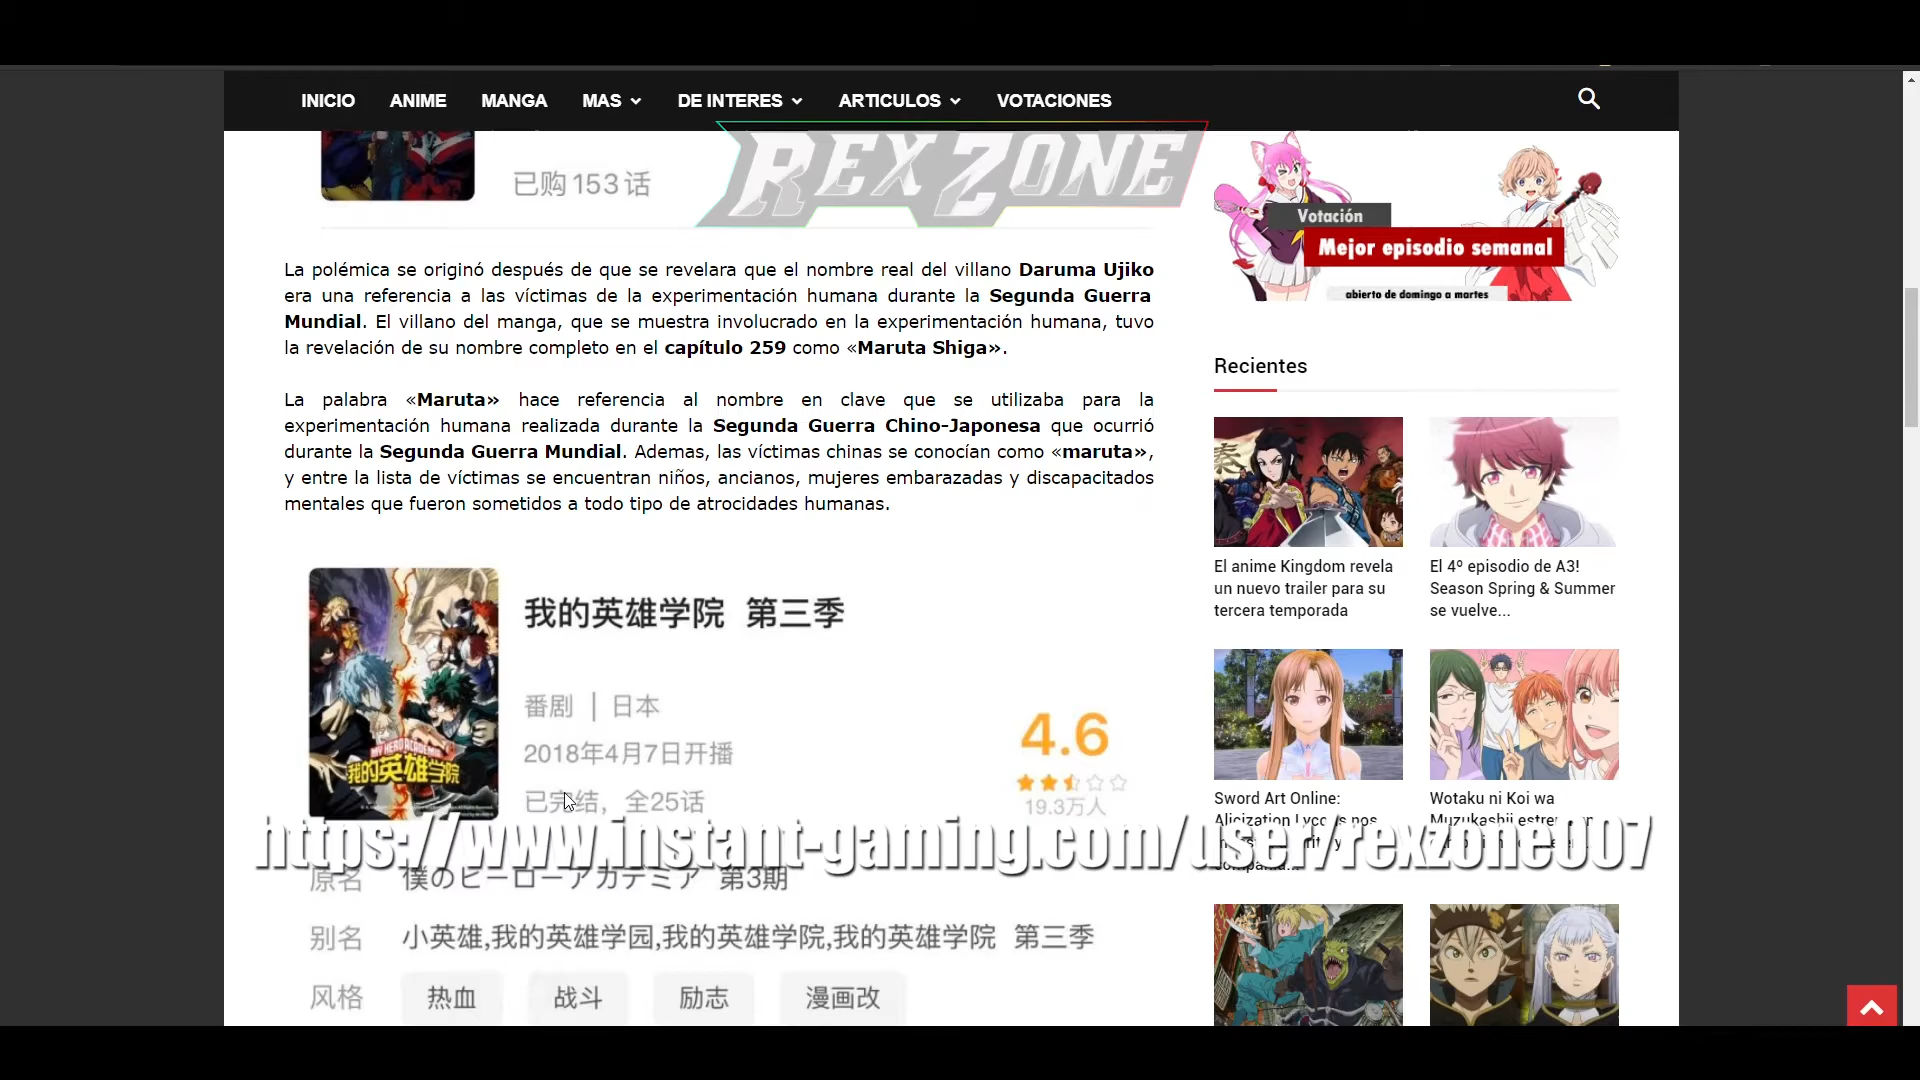 INICIO ANIME MANGA MAS DE INTERES ARTICULOS VOTACIONES
REX ZONE
已购153话
La polémica se originó después de que se revelara que el nombre real del villano Daruma Ujiko
era una referencia a las víctimas de la experimentación humana durante la Segunda Guerra
Mundial. El villano del manga, que se muestra involucrado en la experimentación humana, tuvo
la revelación de su nombre completo en el capítulo 259 como «Maruta Shiga».
La palabra «Maruta» hace referencia al nombre en clave que se utilizaba para la
experimentación humana realizada durante la Segunda Guerra Chino-Japonesa que ocurrió
durante la Segunda Guerra Mundial. Ademas, las víctimas chinas se conocían como «maruta»,
y entre la lista de víctimas se encuentran niños, ancianos, mujeres embarazadas y discapacitados
mentales que fueron sometidos a todo tipo de atrocidades humanas.
我的英雄学院 第三季
番剧 | 日本
2018年4月7日开播
已完结, 全25话
4.6
19.3万人
MY HERO ACADEMIA
我的英雄学院
https://www.instant-gaming.com/user/rexzone007
原名 僕のヒーローアカデミア 第3期
别名 小英雄,我的英雄学园,我的英雄学院,我的英雄学院 第三季
风格 热血 战斗 励志 漫画改
Votación
Mejor episodio semanal
abierto de domingo a martes
Recientes
El anime Kingdom revela
un nuevo trailer para su
tercera temporada
El 4º episodio de A3!
Season Spring & Summer
se vuelve...
Sword Art Online:
Alicization Lycoris nos
Wotaku ni Koi wa
Muzukashii